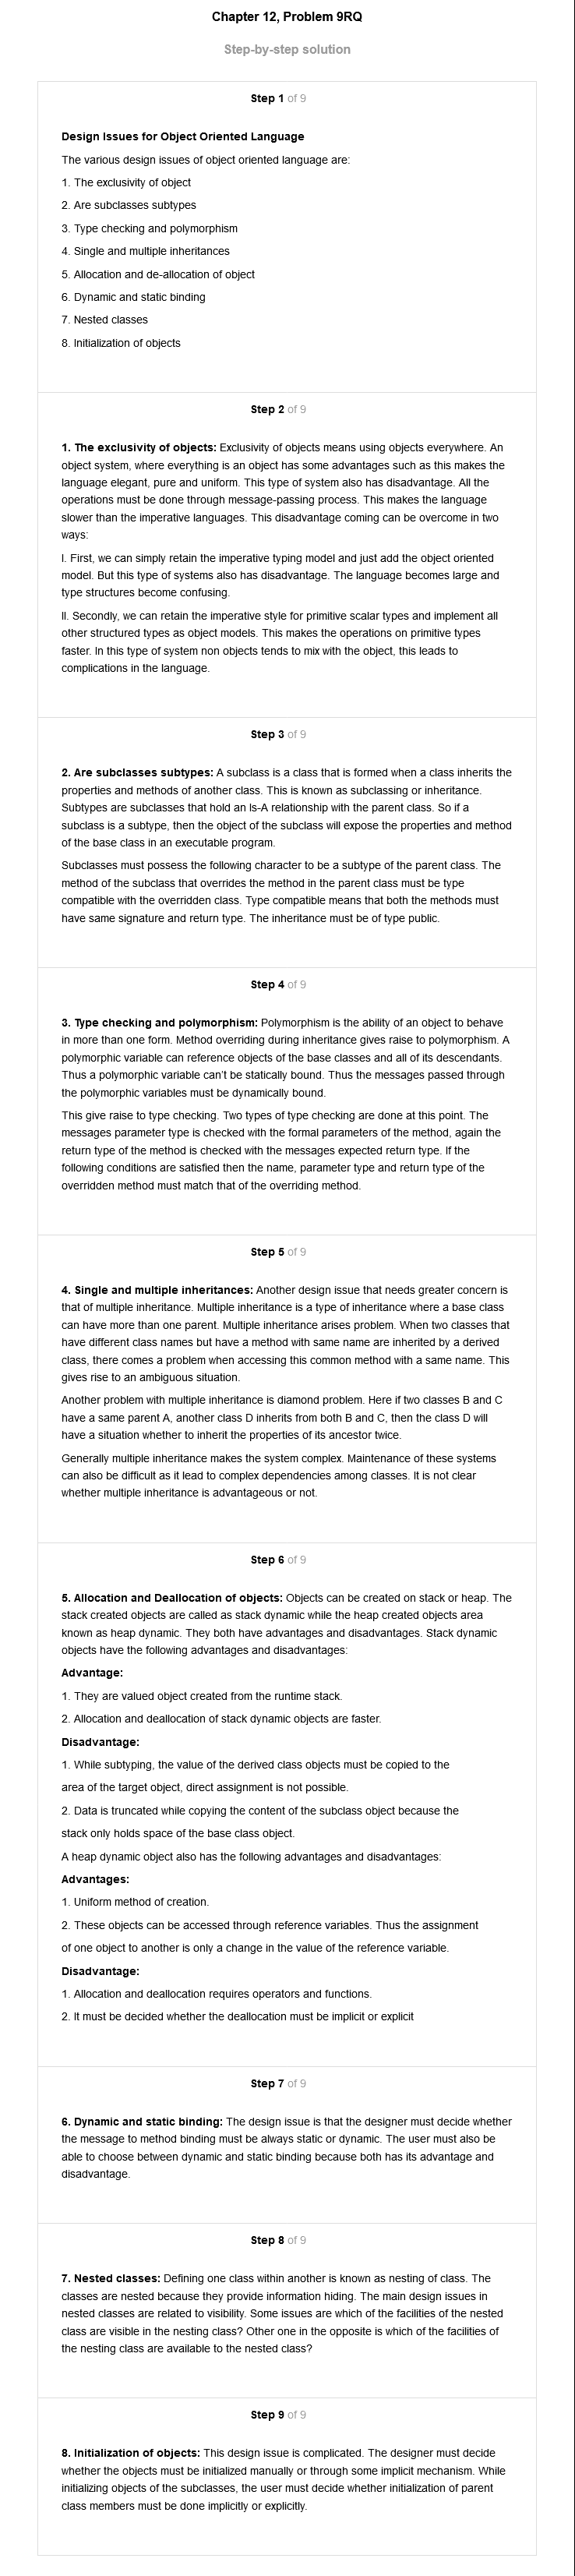 Chapter 12, Problem 9RQ
Step-by-step solution
Step 1 of 9
Design Issues for Object Oriented Language
The various design issues of object oriented language are:
1. The exclusivity of object
2. Are subclasses subtypes
3. Type checking and polymorphism
4. Single and multiple inheritances
5. Allocation and de-allocation of object
6. Dynamic and static binding
7. Nested classes
8. Initialization of objects
Step 2 of 9
1. The exclusivity of objects: Exclusivity of objects means using objects everywhere. An
object system, where everything is an object has some advantages such as this makes the
language elegant, pure and uniform. This type of system also has disadvantage. All the
operations must be done through message-passing process. This makes the language
slower than the imperative languages. This disadvantage coming can be overcome in two
ways:
I. First, we can simply retain the imperative typing model and just add the object oriented
model. But this type of systems also has disadvantage. The language becomes large and
type structures become confusing.
II. Secondly, we can retain the imperative style for primitive scalar types and implement all
other structured types as object models. This makes the operations on primitive types
faster. In this type of system non objects tends to mix with the object, this leads to
complications in the language.
Step 3 of 9
2. Are subclasses subtypes: A subclass is a class that is formed when a class inherits the
properties and methods of another class. This is known as subclassing or inheritance.
Subtypes are subclasses that hold an Is-A relationship with the parent class. So if a
subclass is a subtype, then the object of the subclass will expose the properties and method
of the base class in an executable program.
Subclasses must possess the following character to be a subtype of the parent class. The
method of the subclass that overrides the method in the parent class must be type
compatible with the overridden class. Type compatible means that both the methods must
have same signature and return type. The inheritance must be of type public.
Step 4 of 9
3. Type checking and polymorphism: Polymorphism is the ability of an object to behave
in more than one form. Method overriding during inheritance gives raise to polymorphism. A
polymorphic variable can reference objects of the base classes and all of its descendants.
Thus a polymorphic variable can't be statically bound. Thus the messages passed through
the polymorphic variables must be dynamically bound.
This give raise to type checking. Two types of type checking are done at this point. The
messages parameter type is checked with the formal parameters of the method, again the
return type of the method is checked with the messages expected return type. If the
following conditions are satisfied then the name, parameter type and return type of the
overridden method must match that of the overriding method.
Step 5 of 9
4. Single and multiple inheritances: Another design issue that needs greater concern is
that of multiple inheritance. Multiple inheritance is a type of inheritance where a base class
can have more than one parent. Multiple inheritance arises problem. When two classes that
have different class names but have a method with same name are inherited by a derived
class, there comes a problem when accessing this common method with a same name. This
gives rise to an ambiguous situation.
Another problem with multiple inheritance is diamond problem. Here if two classes B and C
have a same parent A, another class D inherits from both B and C, then the class D will
have a situation whether to inherit the properties of its ancestor twice.
Generally multiple inheritance makes the system complex. Maintenance of these systems
can also be difficult as it lead to complex dependencies among classes. It is not clear
whether multiple inheritance is advantageous or not.
Step 6 of 9
5. Allocation and Deallocation of objects: Objects can be created on stack or heap. The
stack created objects are called as stack dynamic while the heap created objects area
known as heap dynamic. They both have advantages and disadvantages. Stack dynamic
objects have the following advantages and disadvantages:
Advantage:
1. They are valued object created from the runtime stack.
2. Allocation and deallocation of stack dynamic objects are faster.
Disadvantage:
1. While subtyping, the value of the derived class objects must be copied to the
area of the target object, direct assignment is not possible.
2. Data is truncated while copying the content of the subclass object because the
stack only holds space of the base class object.
A heap dynamic object also has the following advantages and disadvantages:
Advantages:
1. Uniform method of creation.
2. These objects can be accessed through reference variables. Thus the assignment
of one object to another is only a change in the value of the reference variable.
Disadvantage:
1. Allocation and deallocation requires operators and functions.
2. It must be decided whether the deallocation must be implicit or explicit
Step 7 of 9
6. Dynamic and static binding: The design issue is that the designer must decide whether
the message to method binding must be always static or dynamic. The user must also be
able to choose between dynamic and static binding because both has its advantage and
disadvantage.
Step 8 of 9
7. Nested classes: Defining one class within another is known as nesting of class. The
classes are nested because they provide information hiding. The main design issues in
nested classes are related to visibility. Some issues are which of the facilities of the nested
class are visible in the nesting class? Other one in the opposite is which of the facilities of
the nesting class are available to the nested class?
Step 9 of 9
8. Initialization of objects: This design issue is complicated. The designer must decide
whether the objects must be initialized manually or through some implicit mechanism. While
initializing objects of the subclasses, the user must decide whether initialization of parent
class members must be done implicitly or explicitly.